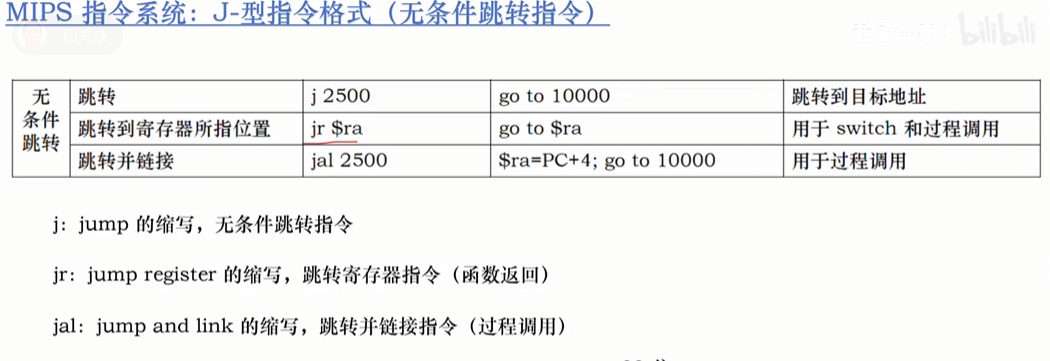 MIPS 指令系统：J-型指令格式（无条件跳转指令）
已关注
bilibili
无条件跳转 跳转 j 2500 go to 10000 跳转到目标地址
跳转到寄存器所指位置 jr $ra go to $ra 用于 switch 和过程调用
跳转并链接 jal 2500 $ra=PC+4; go to 10000 用于过程调用
j：jump 的缩写，无条件跳转指令
jr：jump register 的缩写，跳转寄存器指令（函数返回）
jal：jump and link 的缩写，跳转并链接指令（过程调用）